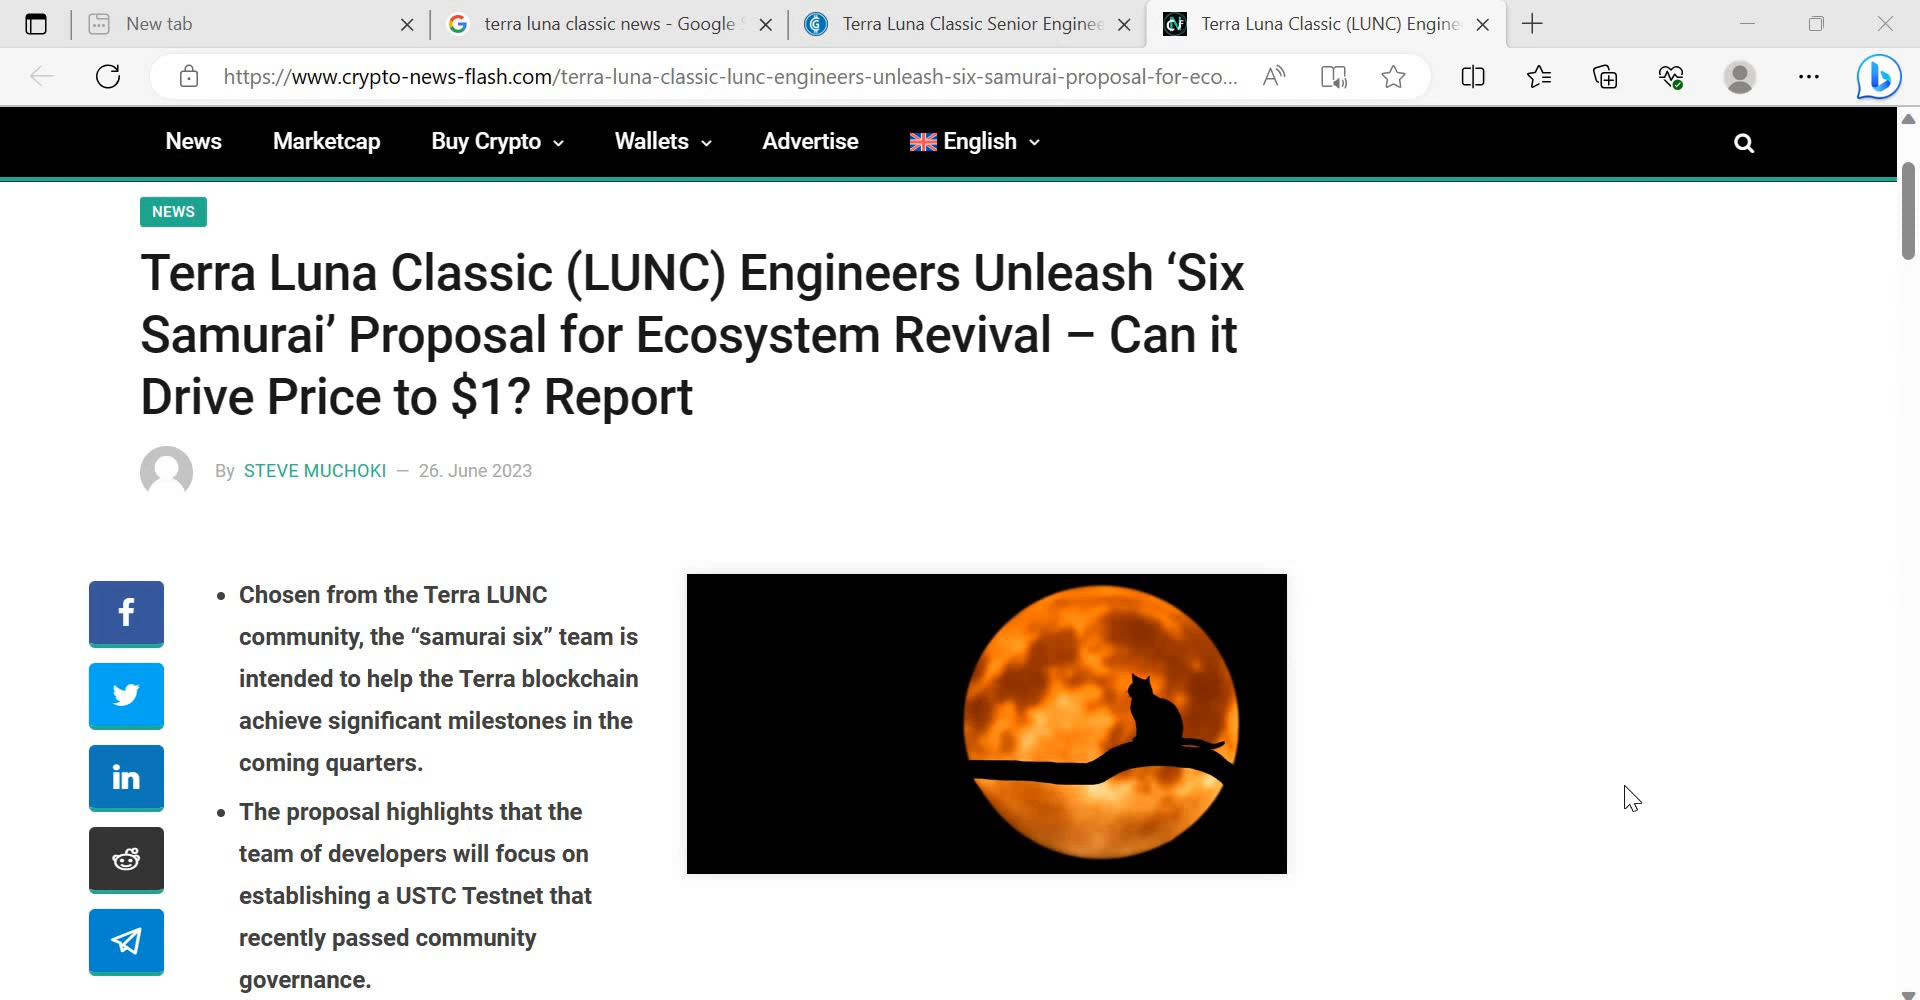 New tab
terra luna classic news - Google
Terra Luna Classic Senior Enginee
Terra Luna Classic (LUNC) Engine
https://www.crypto-news-flash.com/terra-luna-classic-lunc-engineers-unleash-six-samurai-proposal-for-eco...
News
Marketcap
Buy Crypto
Wallets
Advertise
English
NEWS
Terra Luna Classic (LUNC) Engineers Unleash ‘Six
Samurai’ Proposal for Ecosystem Revival – Can it
Drive Price to $1? Report
By STEVE MUCHOKI — 26. June 2023
• Chosen from the Terra LUNC
community, the “samurai six” team is
intended to help the Terra blockchain
achieve significant milestones in the
coming quarters.
• The proposal highlights that the
team of developers will focus on
establishing a USTC Testnet that
recently passed community
governance.